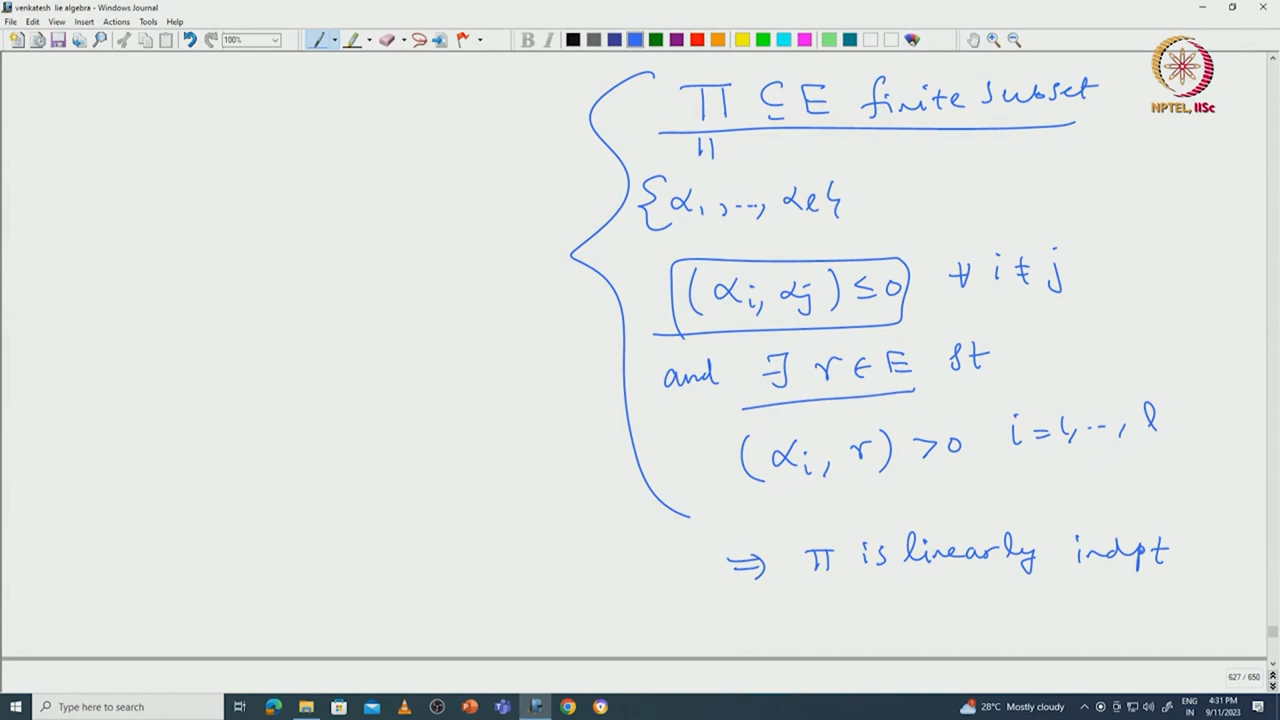 venkatesh lie algebra - Windows Journal
File Edit View Insert Actions Tools Help
100%
B I
NPTEL, IISc
Π ⊆ E finite subset
||
{α1, ..., αl}
(αi, αj) ≤ 0 ∀ i ≠ j
and ∃ r ∈ E st
(αi, r) > 0 i = 1, ..., l
⇒ Π is linearly indpt
627 / 650
Type here to search
28°C Mostly cloudy
ENG
IN
4:31 PM
9/11/2023